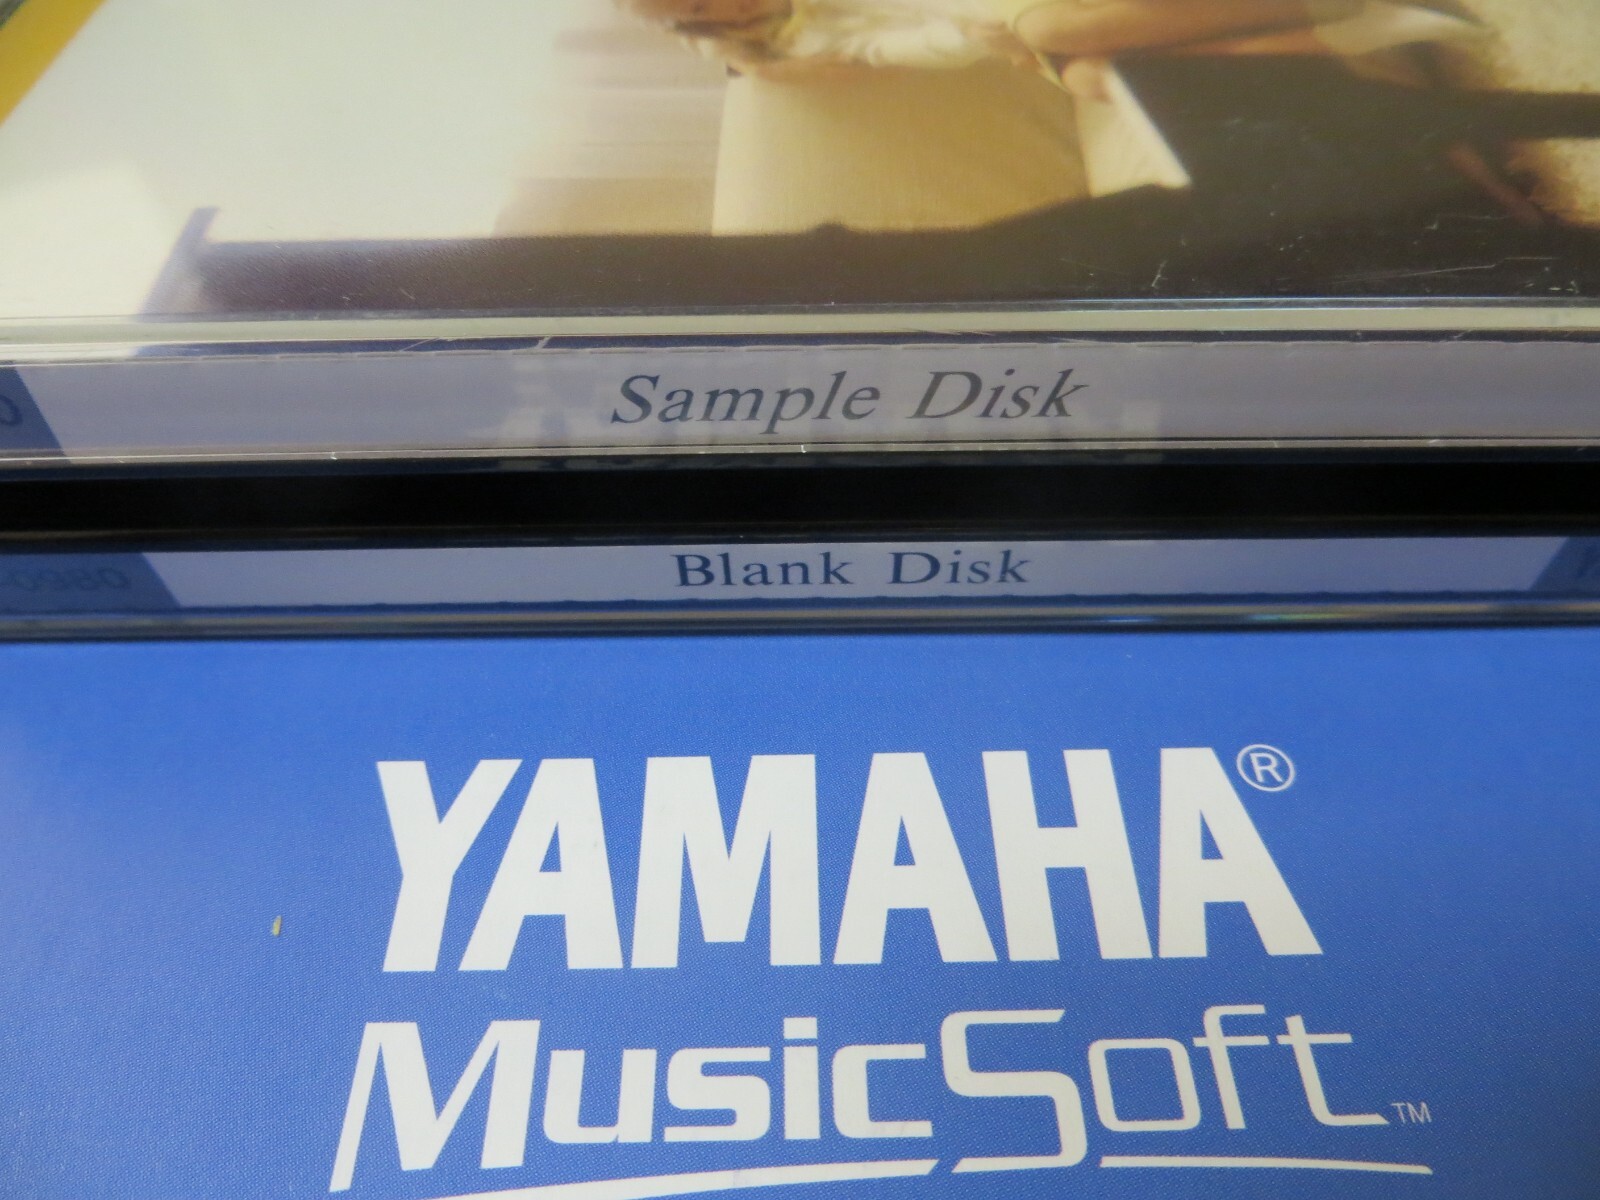 Sample Disk
Blank Disk
YAMAHA®
MusicSoft™